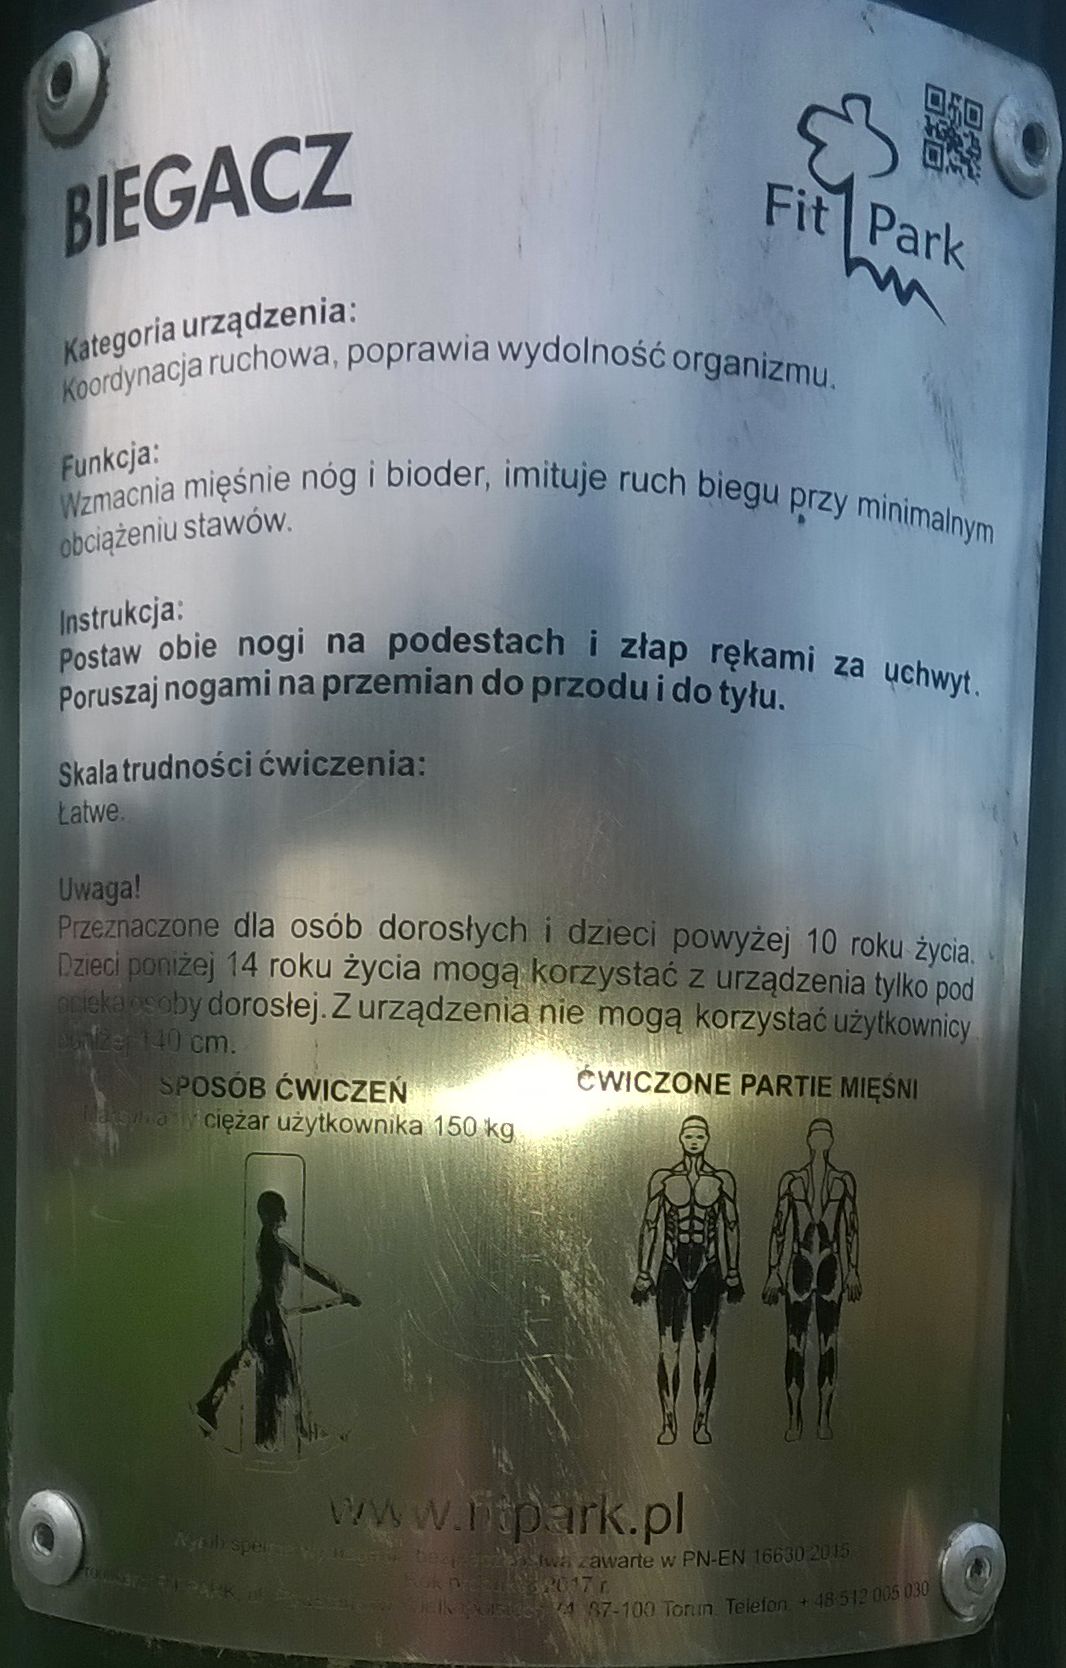 BIEGACZ
Fit Park
Kategoria urządzenia:
Koordynacja ruchowa, poprawia wydolność organizmu.
Funkcja:
Wzmacnia mięśnie nóg i bioder, imituje ruch biegu przy minimalnym
obciążeniu stawów.
Instrukcja:
Postaw obie nogi na podestach i złap rękami za uchwyt.
Poruszaj nogami na przemian do przodu i do tyłu.
Skala trudności ćwiczenia:
Łatwe.
Uwaga!
Przeznaczone dla osób dorosłych i dzieci powyżej 10 roku życia.
Dzieci poniżej 14 roku życia mogą korzystać z urządzenia tylko pod
opieką osoby dorosłej. Z urządzenia nie mogą korzystać użytkownicy
poniżej 140 cm.
SPOSÓB ĆWICZEŃ
ciężar użytkownika 150 kg
ĆWICZONE PARTIE MIĘŚNI
www.fitpark.pl
zawarte w PN-EN 16630:2015
2017 r.
87-100 Toruń, Telefon: +48 512 005 030